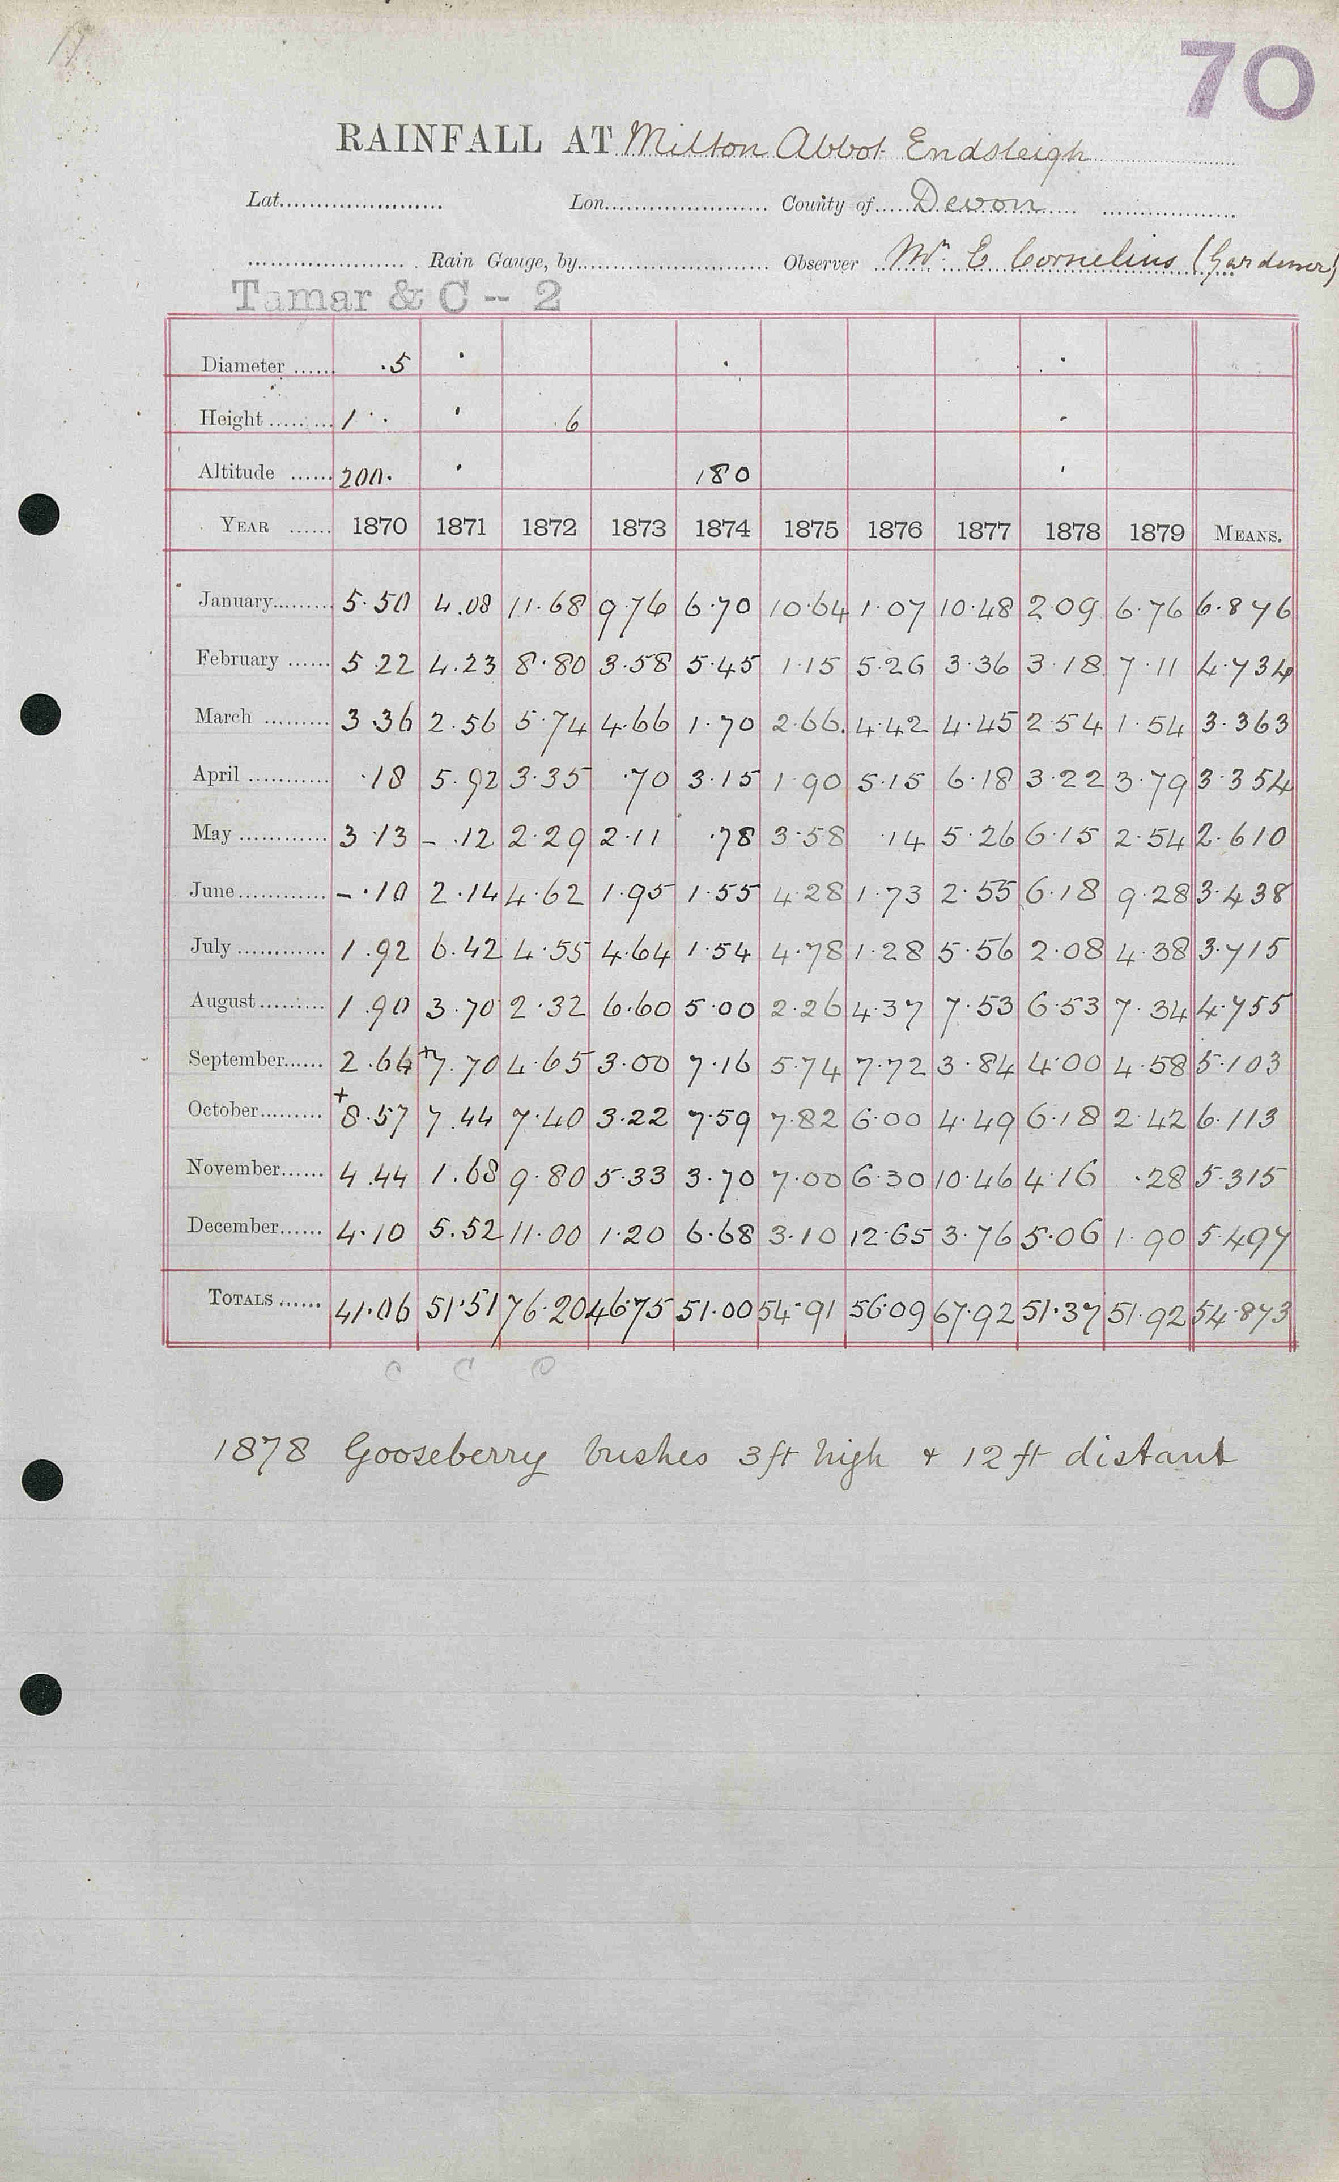 70
RAINFALL AT Milton Abbot Endsleigh
Lat. Lon. County of Devon
Rain Gauge, by Observer Mr E Cornelius (Gardener)
Tamar & C -- 2
Diameter ...... .5
Height ...... 1 6
Altitude ...... 200. 180
YEAR ...... 1870 1871 1872 1873 1874 1875 1876 1877 1878 1879 MEANS.
January 5.50 4.08 11.68 9.76 6.70 10.64 1.07 10.48 2.09 6.76 6.876
February 5.22 4.23 8.80 3.58 5.45 1.15 5.26 3.36 3.18 7.11 4.734
March 3.36 2.56 5.74 4.66 1.70 2.66 4.42 4.45 2.54 1.54 3.363
April .18 5.92 3.35 .70 3.15 1.90 5.15 6.18 3.22 3.79 3.354
May 3.13 - .12 2.29 2.11 .78 3.58 .14 5.26 6.15 2.54 2.610
June - .10 2.14 4.62 1.95 1.55 4.28 1.73 2.55 6.18 9.28 3.438
July 1.92 6.42 4.55 4.64 1.54 4.78 1.28 5.56 2.08 4.38 3.715
August 1.90 3.70 2.32 6.60 5.00 2.26 4.37 7.53 6.53 7.34 4.755
September 2.64 +7.70 4.65 3.00 7.16 5.74 7.72 3.84 4.00 4.58 5.103
October +8.57 7.44 7.40 3.22 7.59 7.82 6.00 4.49 6.18 2.42 6.113
November 4.44 1.68 9.80 5.33 3.70 7.00 6.30 10.46 4.16 .28 5.315
December 4.10 5.52 11.00 1.20 6.68 3.10 12.65 3.76 5.06 1.90 5.497
TOTALS 41.06 51.51 76.20 46.75 51.00 54.91 56.09 67.92 51.37 51.92 54.873
C C C
1878 Gooseberry bushes 3 ft high + 12 ft distant